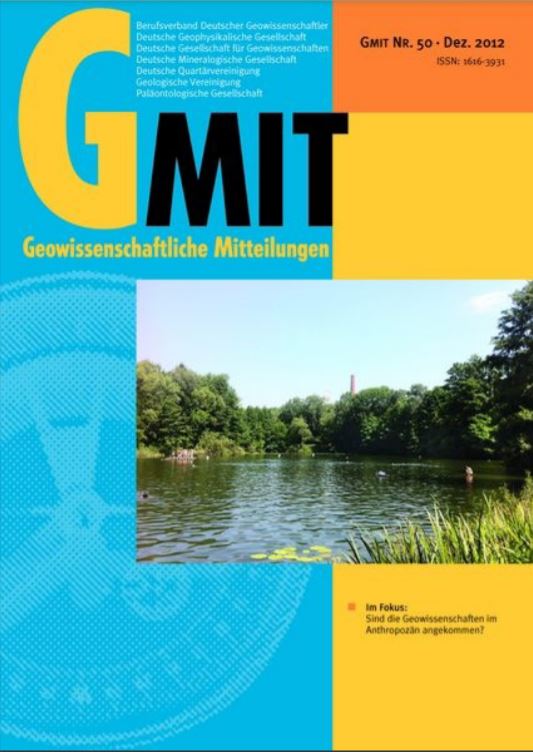 Berufsverband Deutscher Geowissenschaftler
Deutsche Geophysikalische Gesellschaft
Deutsche Gesellschaft für Geowissenschaften
Deutsche Mineralogische Gesellschaft
Deutsche Quartärvereinigung
Geologische Vereinigung
Paläontologische Gesellschaft
GMIT NR. 50 · DEZ. 2012
ISSN: 1616-3931
GMIT
Geowissenschaftliche Mitteilungen
Im Fokus:
Sind die Geowissenschaften im
Anthropozän angekommen?